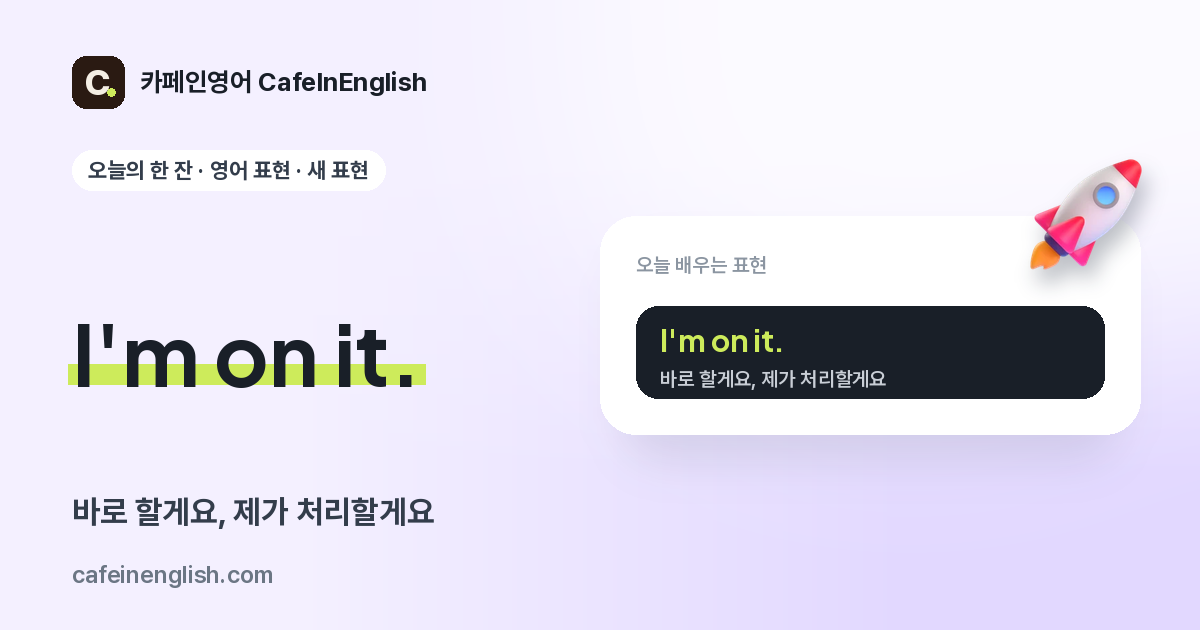 C.
카페인영어 CafeInEnglish
오늘의 한 잔 · 영어 표현 · 새 표현
I'm on it.
바로 할게요, 제가 처리할게요
cafeinenglish.com
오늘 배우는 표현
I'm on it.
바로 할게요, 제가 처리할게요